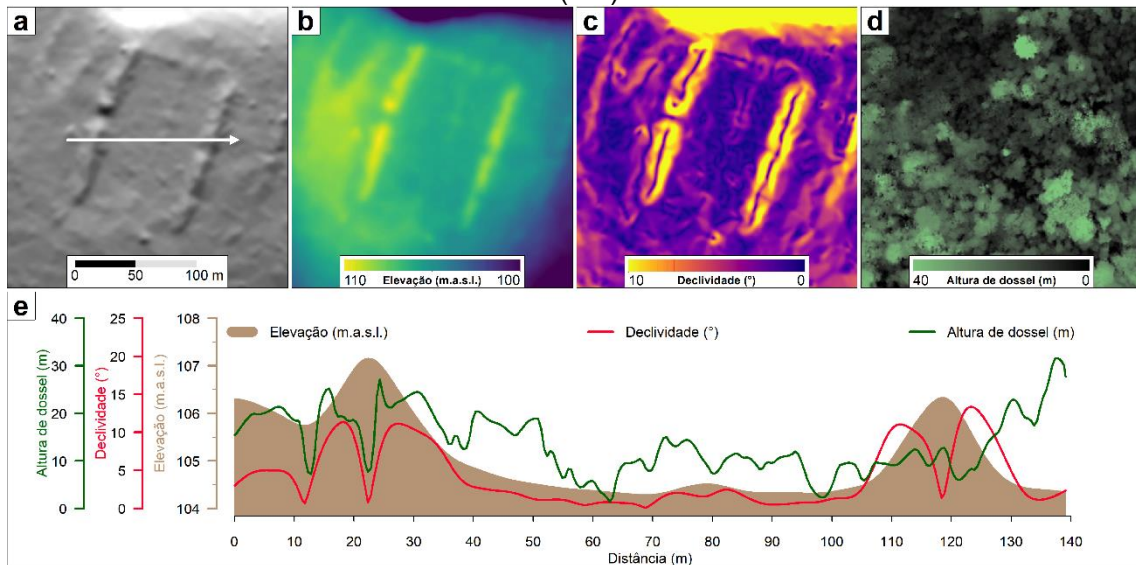 a
b
c
d
0 50 100 m
110 Elevação (m.a.s.l.) 100
10 Declividade (°) 0
40 Altura de dossel (m) 0
e
Altura de dossel (m)
40
30
20
10
0
Declividade (°)
25
20
15
10
5
0
Elevação (m.a.s.l.)
108
107
106
105
104
Elevação (m.a.s.l.)
Declividade (°)
Altura de dossel (m)
0 10 20 30 40 50 60 70 80 90 100 110 120 130 140
Distância (m)